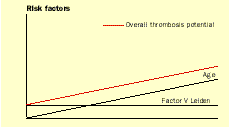 Risk factors
Overall thrombosis potential
Age
Factor V Leiden